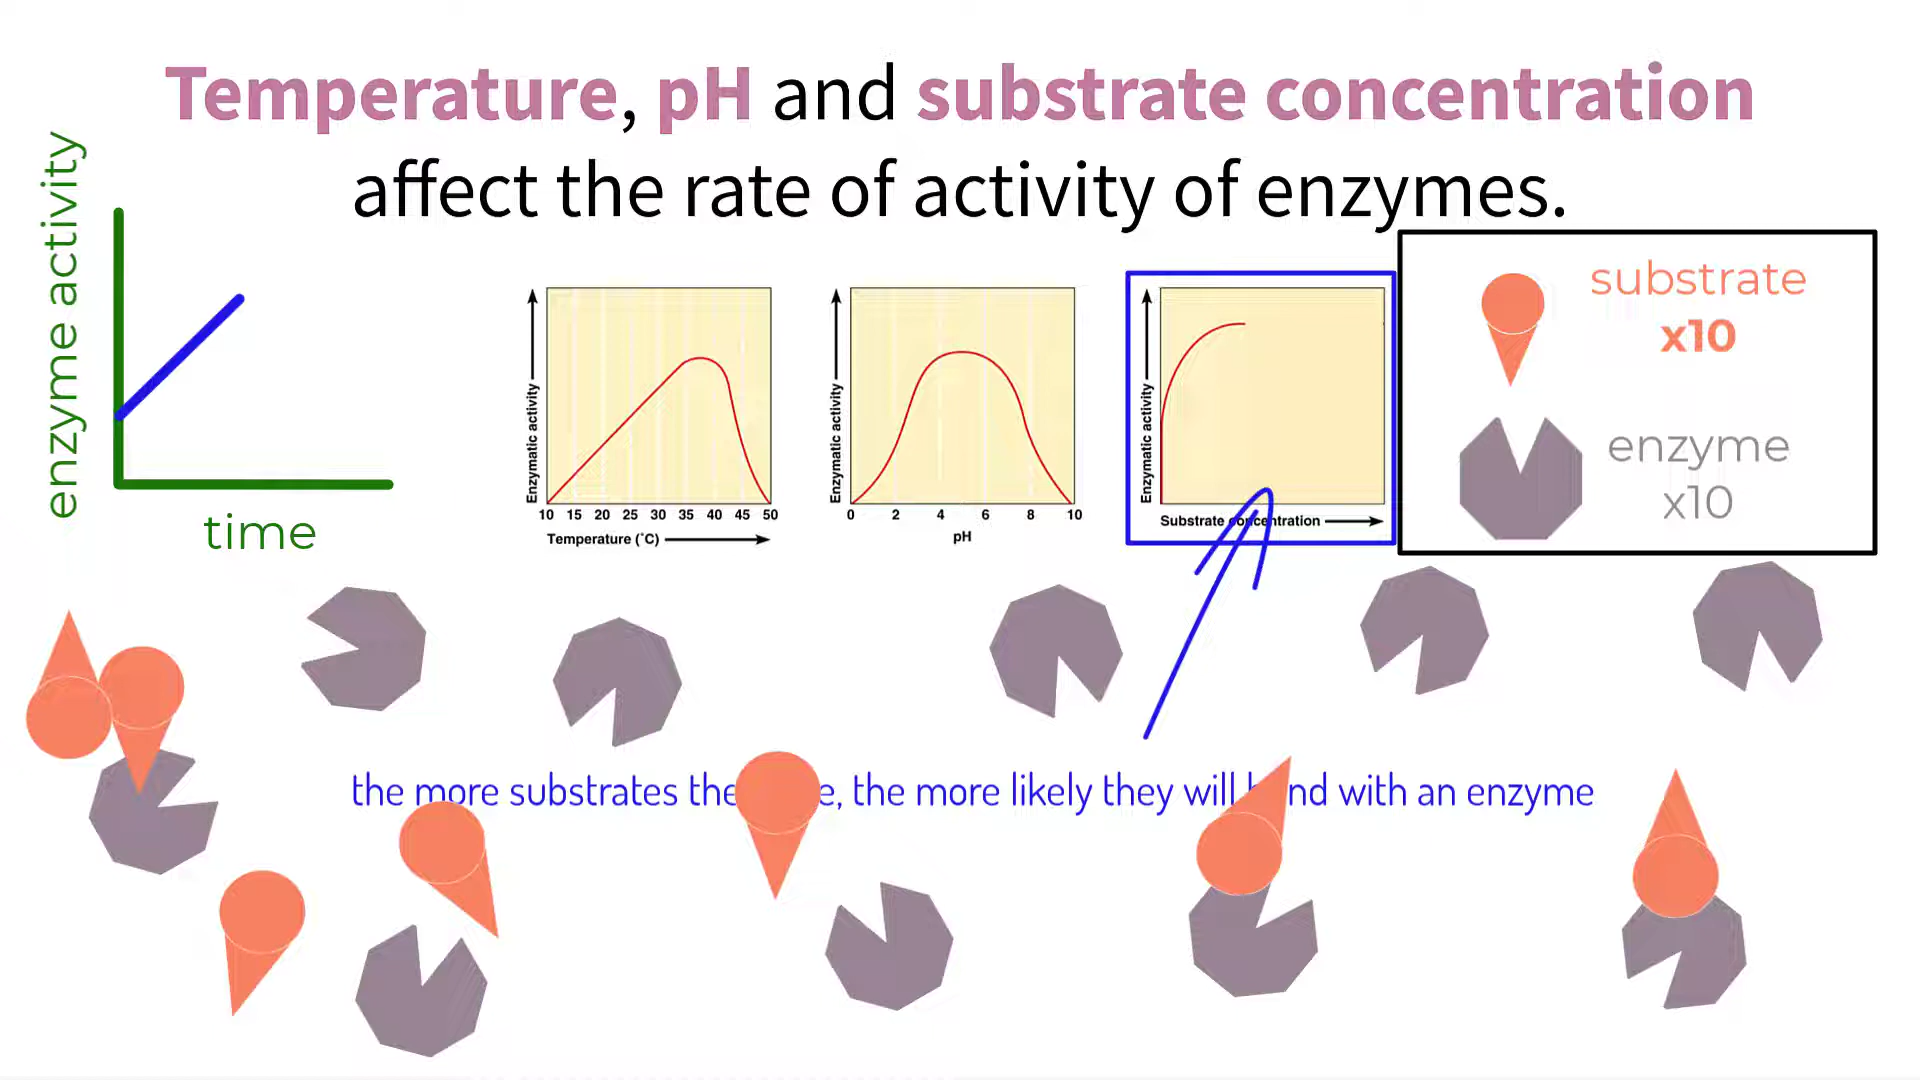 Temperature, pH and substrate concentration
affect the rate of activity of enzymes.
enzyme activity
time
Enzymatic activity
10 15 20 25 30 35 40 45 50
Temperature (˚C)
Enzymatic activity
0 2 4 6 8 10
pH
Enzymatic activity
Substrate concentration
substrate
x10
enzyme
x10
the more substrates the e, the more likely they will nd with an enzyme